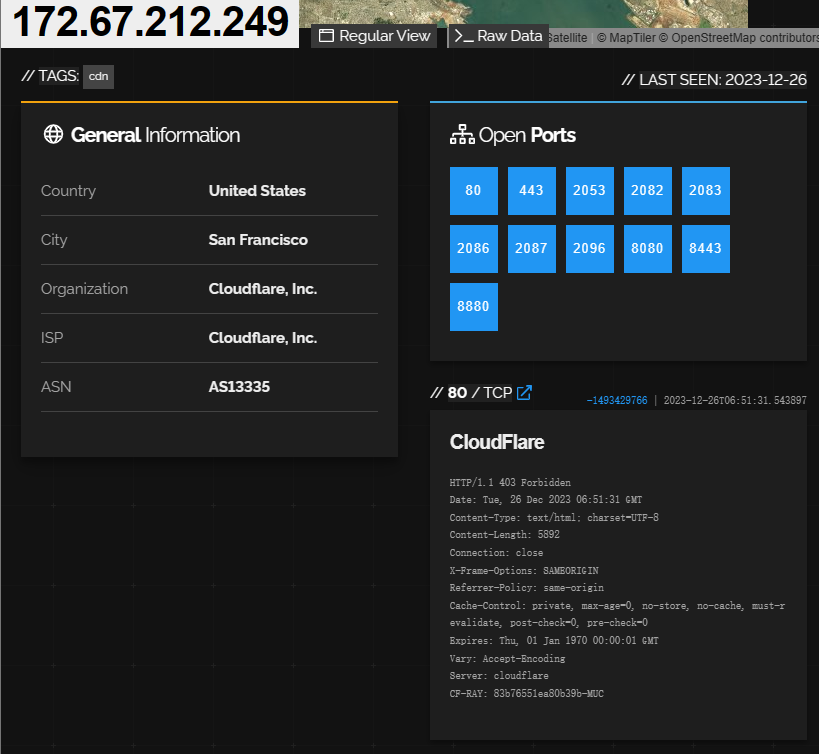 172.67.212.249
Regular View
Raw Data
Satellite | © MapTiler © OpenStreetMap contributors
// TAGS: cdn
// LAST SEEN: 2023-12-26
General Information
Country United States
City San Francisco
Organization Cloudflare, Inc.
ISP Cloudflare, Inc.
ASN AS13335
Open Ports
80 443 2053 2082 2083
2086 2087 2096 8080 8443
8880
// 80 / TCP
-1493429766 | 2023-12-26T06:51:31.543897
CloudFlare
HTTP/1.1 403 Forbidden
Date: Tue, 26 Dec 2023 06:51:31 GMT
Content-Type: text/html; charset=UTF-8
Content-Length: 5892
Connection: close
X-Frame-Options: SAMEORIGIN
Referrer-Policy: same-origin
Cache-Control: private, max-age=0, no-store, no-cache, must-r
evalidate, post-check=0, pre-check=0
Expires: Thu, 01 Jan 1970 00:00:01 GMT
Vary: Accept-Encoding
Server: cloudflare
CF-RAY: 83b76551ea80b39b-MUC